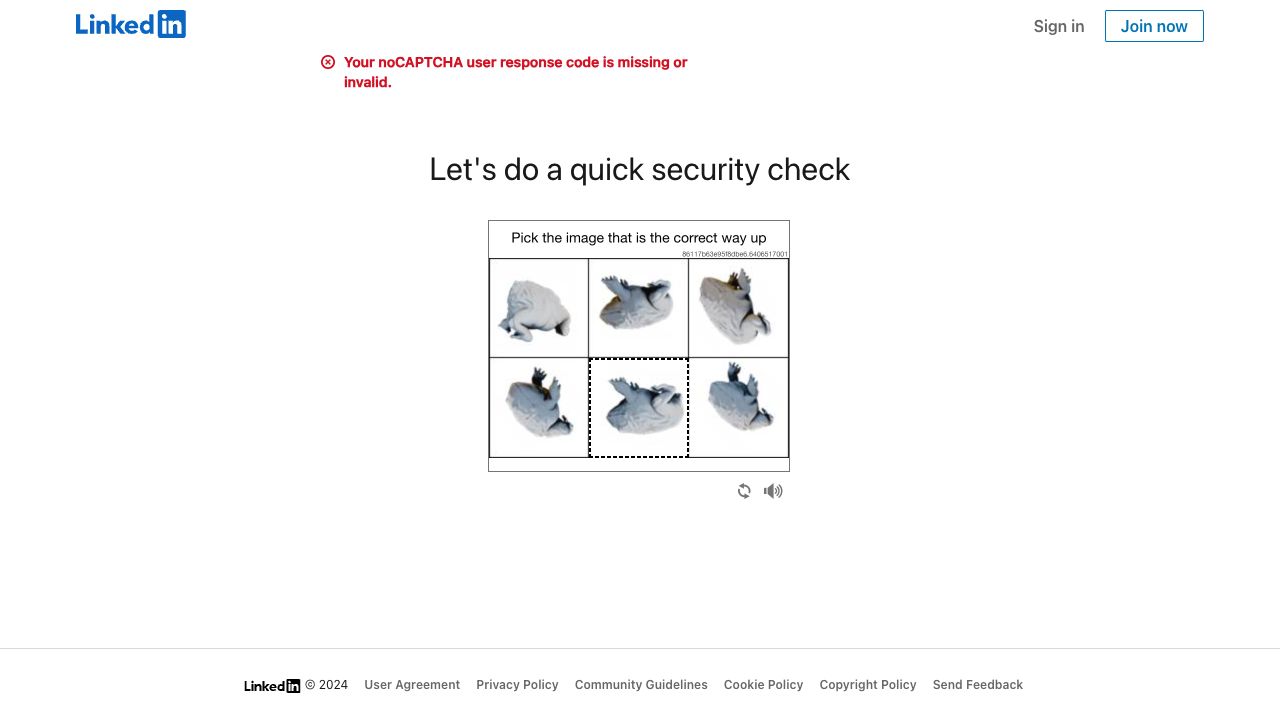 LinkedIn
Sign in
Join now
Your noCAPTCHA user response code is missing or
invalid.
Let's do a quick security check
Pick the image that is the correct way up
86117b63e95f8dbe6.6406517001
LinkedIn © 2024 User Agreement Privacy Policy Community Guidelines Cookie Policy Copyright Policy Send Feedback